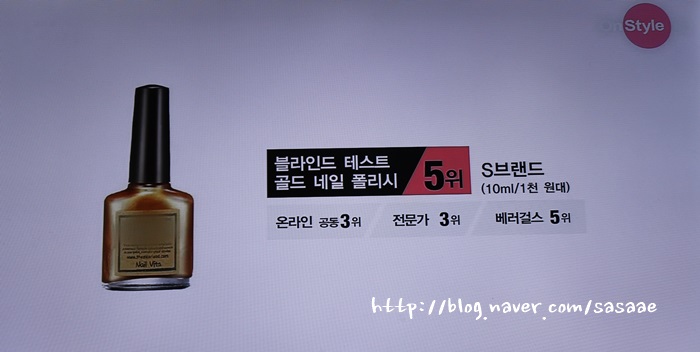 OnStyle
블라인드 테스트
골드 네일 폴리시
5위
S브랜드
(10ml/1천 원대)
온라인 공동3위
전문가 3위
베러걸스 5위
Nail Vita
http://blog.naver.com/sasaae